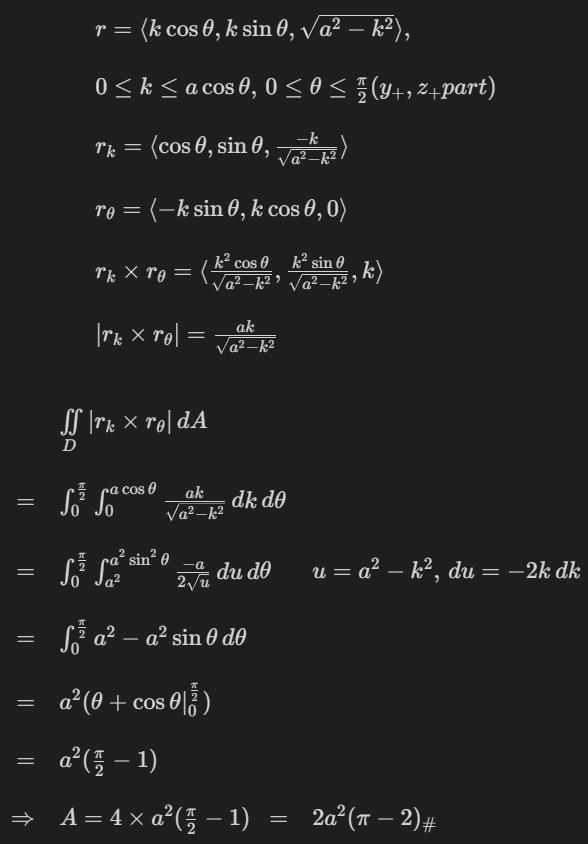 r = ⟨k cos θ, k sin θ, √(a² − k²)⟩,
0 ≤ k ≤ a cos θ, 0 ≤ θ ≤ π/2 (y₊, z₊part)
r_k = ⟨cos θ, sin θ, −k/√(a²−k²)⟩
r_θ = ⟨−k sin θ, k cos θ, 0⟩
r_k × r_θ = ⟨k² cos θ/√(a²−k²), k² sin θ/√(a²−k²), k⟩
|r_k × r_θ| = ak/√(a²−k²)
∬_D |r_k × r_θ| dA
= ∫_0^{π/2} ∫_0^{a cos θ} ak/√(a²−k²) dk dθ
= ∫_0^{π/2} ∫_{a²}^{a² sin² θ} −a/(2√u) du dθ u = a² − k², du = −2k dk
= ∫_0^{π/2} a² − a² sin θ dθ
= a²(θ + cos θ|_0^{π/2})
= a²(π/2 − 1)
⇒ A = 4 × a²(π/2 − 1) = 2a²(π − 2)_#